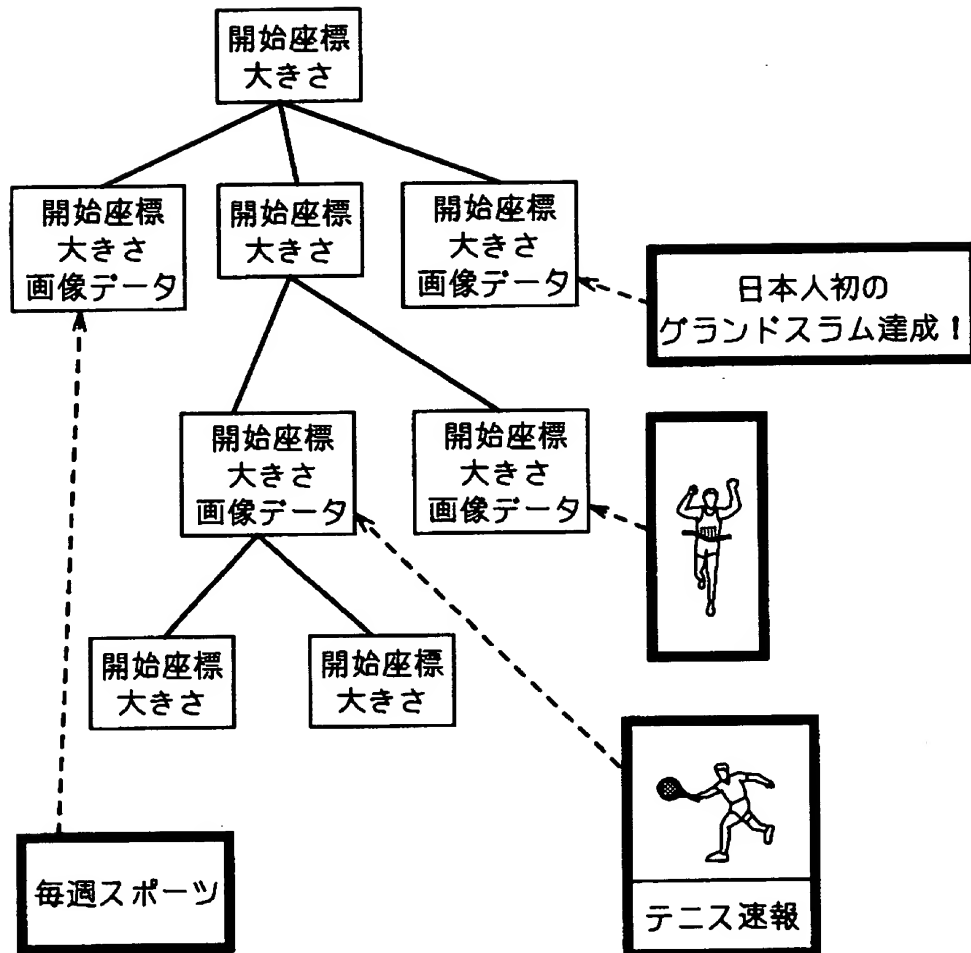 開始座標
大きさ
開始座標
大きさ
画像データ
開始座標
大きさ
開始座標
大きさ
画像データ
日本人初の
グランドスラム達成!
開始座標
大きさ
画像データ
開始座標
大きさ
画像データ
開始座標
大きさ
開始座標
大きさ
毎週スポーツ
テニス速報